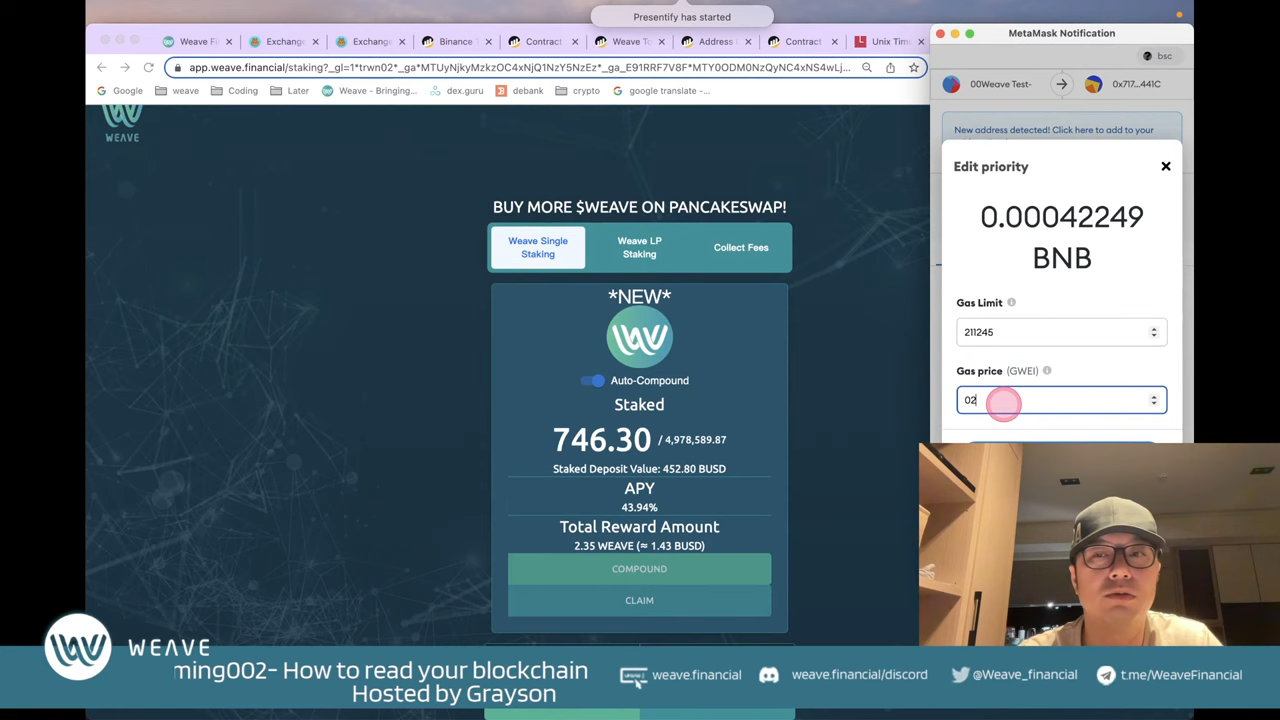 Presentify has started
Weave Fi
Exchange
Exchange
Binance
Contract
Weave To
Address
Contract
Unix Time
app.weave.financial/staking?_gl=1*trwn02*_ga*MTUyNjkyMzkzOC4xNjQ1NzY5NzEz*_ga_E91RRF7V8F*MTY0ODM0NzQyNC4xNS4wLj...
Google
weave
Coding
Later
Weave - Bringing...
dex.guru
debank
crypto
google translate -...
WEAVE
BUY MORE $WEAVE ON PANCAKESWAP!
Weave Single
Staking
Weave LP
Staking
Collect Fees
*NEW*
Auto-Compound
Staked
746.30 / 4,978,589.87
Staked Deposit Value: 452.80 BUSD
APY
43.94%
Total Reward Amount
2.35 WEAVE (≈ 1.43 BUSD)
COMPOUND
CLAIM
MetaMask Notification
bsc
00Weave Test-
0x717...441C
New address detected! Click here to add to your
Edit priority
0.00042249
BNB
Gas Limit
211245
Gas price (GWEI)
02
WEAVE
ming002- How to read your blockchain
Hosted by Grayson
weave.financial
weave.financial/discord
@Weave_financial
t.me/WeaveFinancial